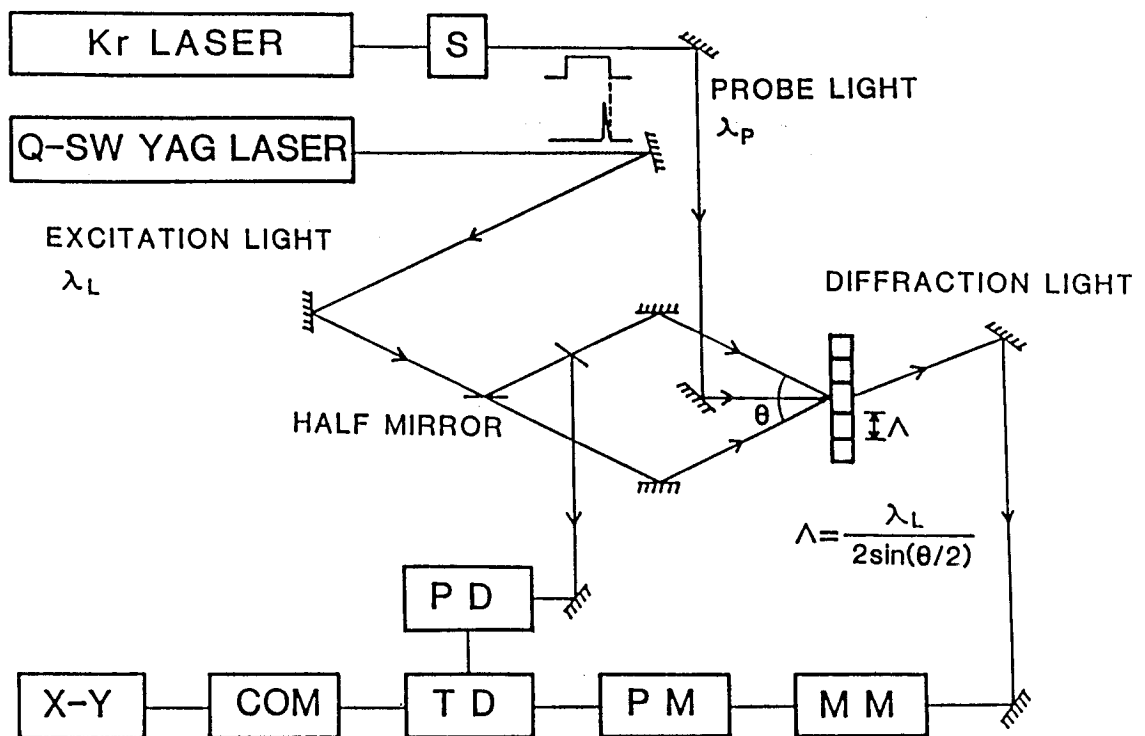 Kr LASER
S
PROBE LIGHT
λP
Q-SW YAG LASER
EXCITATION LIGHT
λL
DIFFRACTION LIGHT
HALF MIRROR
θ
Λ
Λ=λL/2sin(θ/2)
P D
X-Y
COM
T D
P M
M M